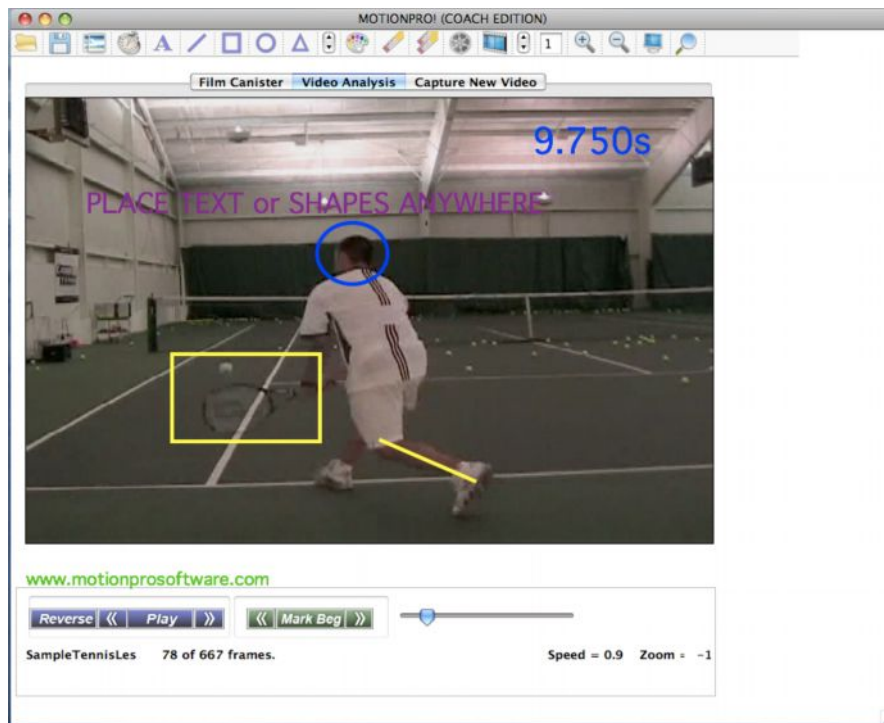 MOTIONPRO! (COACH EDITION)
A 1
Film Canister Video Analysis Capture New Video
9.750s
PLACE TEXT or SHAPES ANYWHERE
www.motionprosoftware.com
Reverse « Play » « Mark Beg »
SampleTennisLes 78 of 667 frames. Speed = 0.9 Zoom = -1